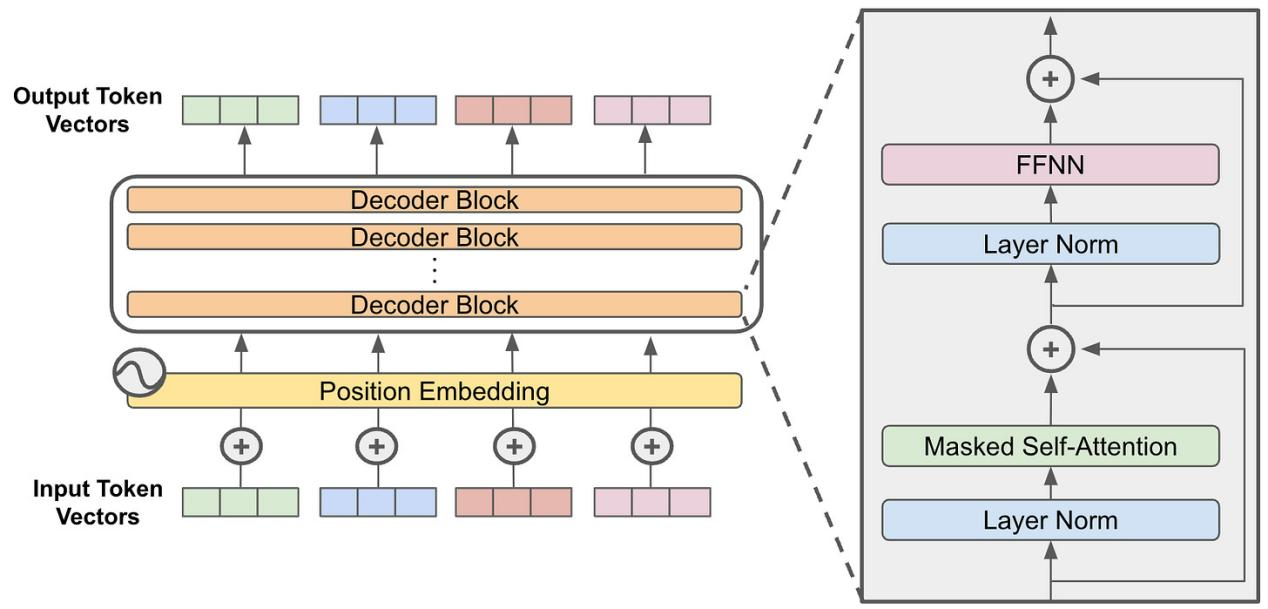 Output Token
Vectors
Decoder Block
Decoder Block
Decoder Block
Position Embedding
Input Token
Vectors
FFNN
Layer Norm
Masked Self-Attention
Layer Norm